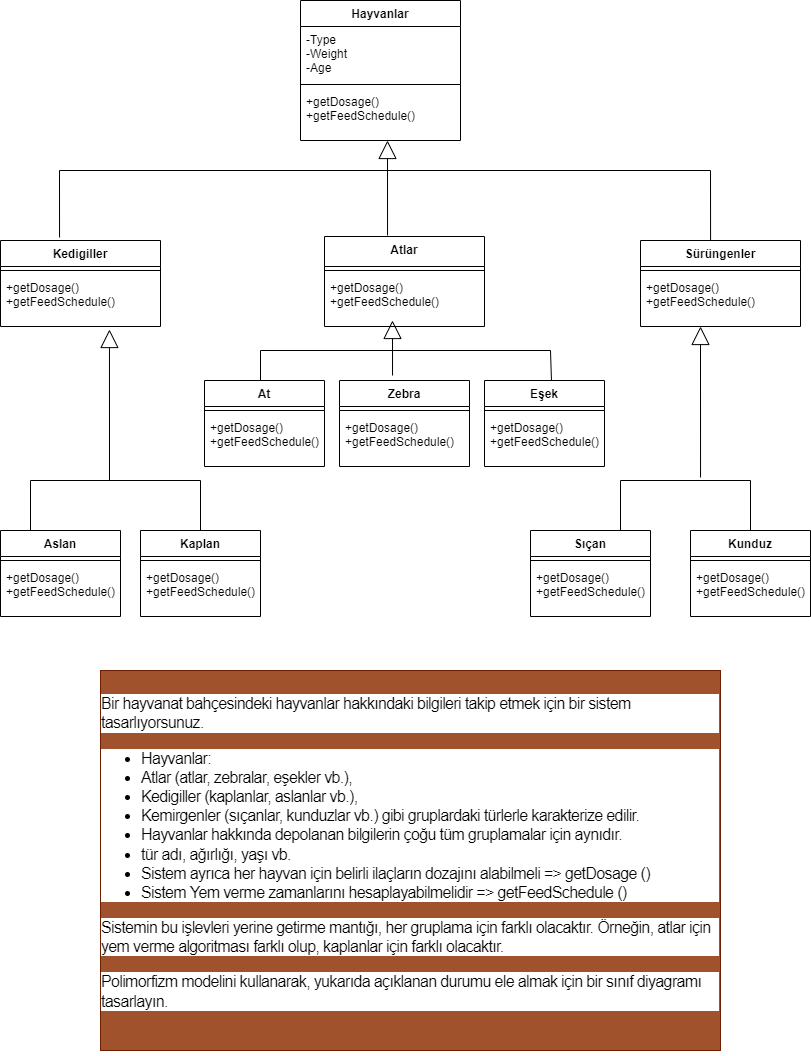 Hayvanlar
-Type
-Weight
-Age
+getDosage()
+getFeedSchedule()
Kedigiller
+getDosage()
+getFeedSchedule()
Atlar
+getDosage()
+getFeedSchedule()
Sürüngenler
+getDosage()
+getFeedSchedule()
At
+getDosage()
+getFeedSchedule()
Zebra
+getDosage()
+getFeedSchedule()
Eşek
+getDosage()
+getFeedSchedule()
Aslan
+getDosage()
+getFeedSchedule()
Kaplan
+getDosage()
+getFeedSchedule()
Sıçan
+getDosage()
+getFeedSchedule()
Kunduz
+getDosage()
+getFeedSchedule()
Bir hayvanat bahçesindeki hayvanlar hakkındaki bilgileri takip etmek için bir sistem
tasarlıyorsunuz.
• Hayvanlar:
• Atlar (atlar, zebralar, eşekler vb.),
• Kedigiller (kaplanlar, aslanlar vb.),
• Kemirgenler (sıçanlar, kunduzlar vb.) gibi gruplardaki türlerle karakterize edilir.
• Hayvanlar hakkında depolanan bilgilerin çoğu tüm gruplamalar için aynıdır.
• tür adı, ağırlığı, yaşı vb.
• Sistem ayrıca her hayvan için belirli ilaçların dozajını alabilmeli => getDosage ()
• Sistem Yem verme zamanlarını hesaplayabilmelidir => getFeedSchedule ()
Sistemin bu işlevleri yerine getirme mantığı, her gruplama için farklı olacaktır. Örneğin, atlar için
yem verme algoritması farklı olup, kaplanlar için farklı olacaktır.
Polimorfizm modelini kullanarak, yukarıda açıklanan durumu ele almak için bir sınıf diyagramı
tasarlayın.